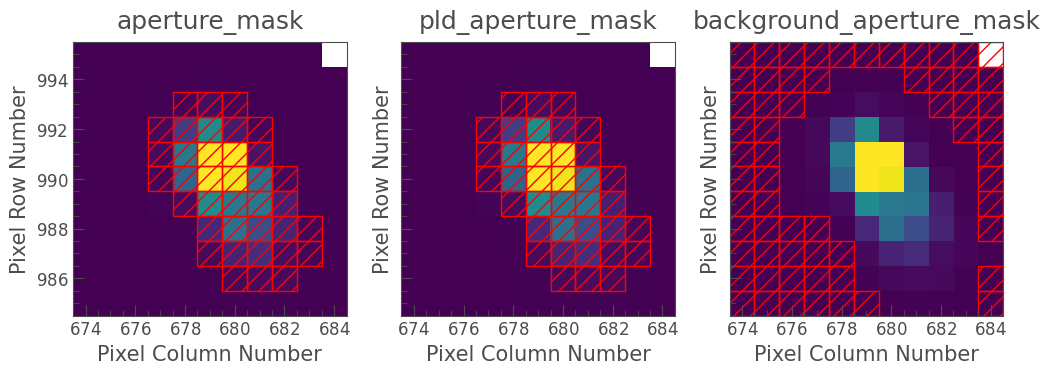 aperture_mask
pld_aperture_mask
background_aperture_mask
Pixel Row Number
994
992
990
988
986
674 676 678 680 682 684
Pixel Column Number
Pixel Row Number
674 676 678 680 682 684
Pixel Column Number
Pixel Row Number
674 676 678 680 682 684
Pixel Column Number